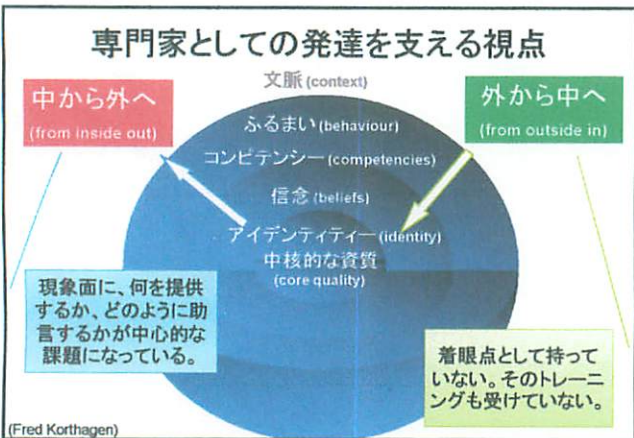 専門家としての発達を支える視点
文脈 (context)
中から外へ
(from inside out)
外から中へ
(from outside in)
ふるまい (behaviour)
コンピテンシー (competencies)
信念 (beliefs)
アイデンティティー (identity)
中核的な資質
(core quality)
現象面に、何を提供
するか、どのように助
言するかが中心的な
課題になっている。
着眼点として持って
いない。そのトレーニ
ングも受けていない。
(Fred Korthagen)